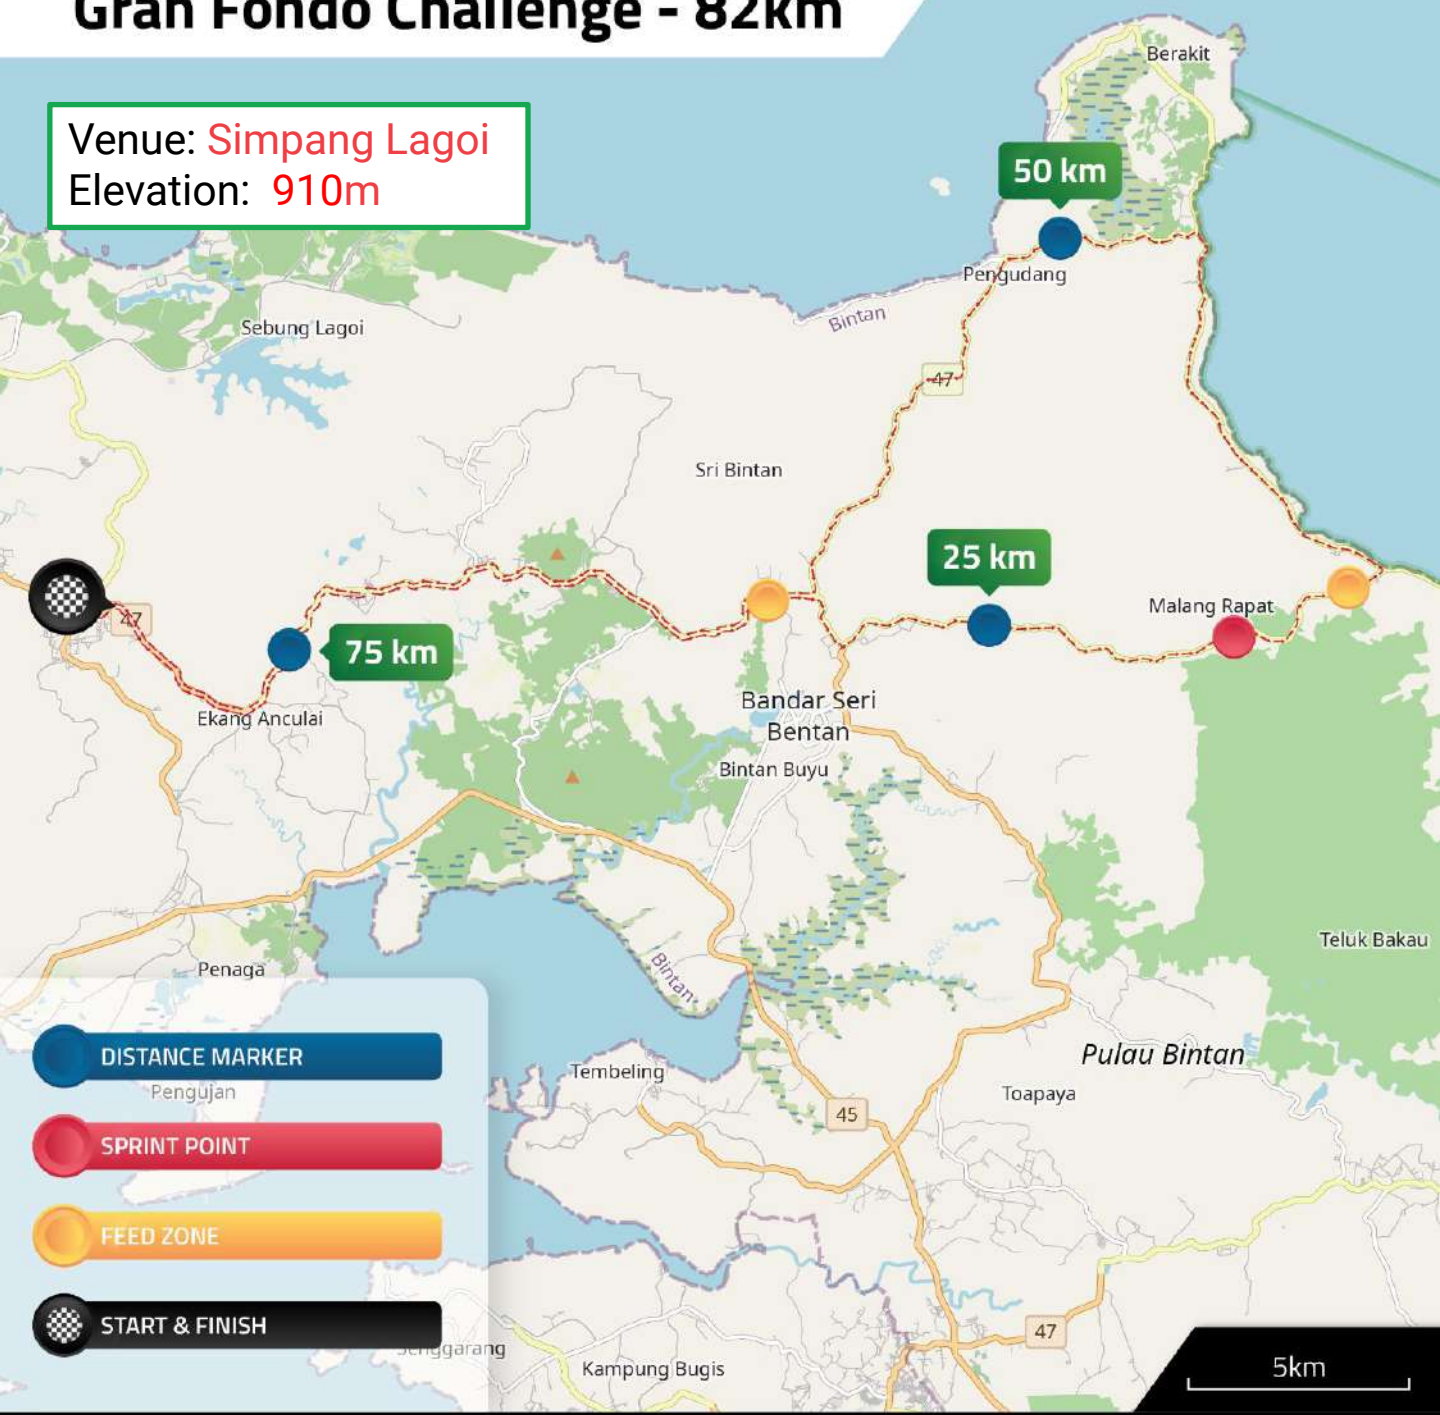 Gran Fondo Challenge - 82km
Venue: Simpang Lagoi
Elevation: 910m
Berakit
50 km
Pengudang
Bintan
Sebung Lagoi
47
Sri Bintan
25 km
Malang Rapat
47
75 km
Ekang Anculai
Bandar Seri
Bentan
Bintan Buyu
Teluk Bakau
Penaga
Bintan
DISTANCE MARKER
Pengujan
Tembeling
Pulau Bintan
Toapaya
45
SPRINT POINT
FEED ZONE
START & FINISH
Senggarang
Kampung Bugis
47
5km